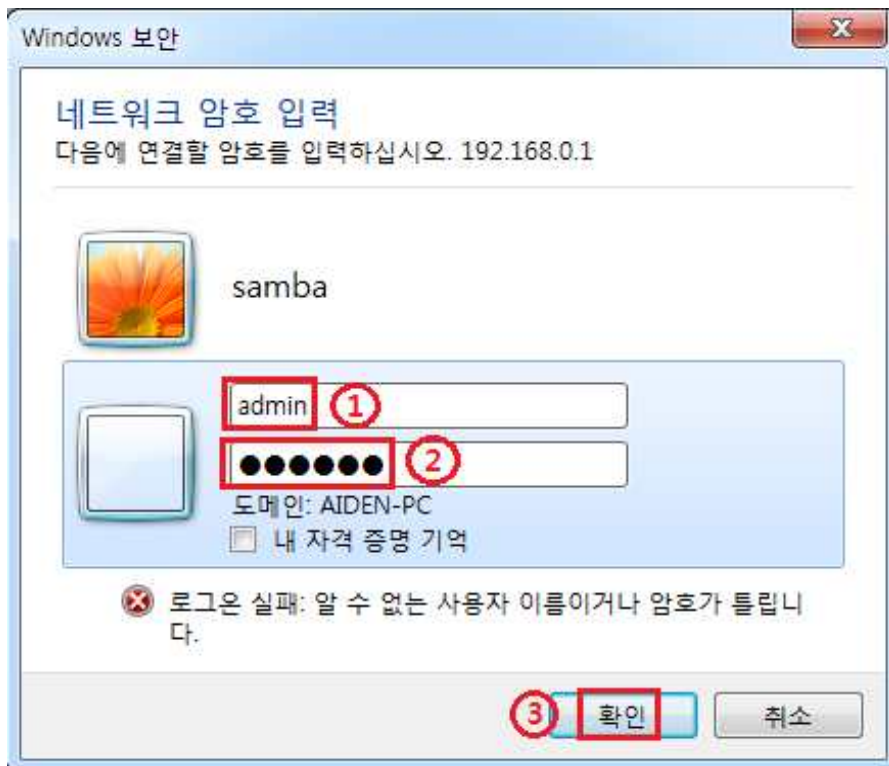 Windows 보안
네트워크 암호 입력
다음에 연결할 암호를 입력하십시오. 192.168.0.1
samba
admin ①
●●●●●● ②
도메인: AIDEN-PC
내 자격 증명 기억
로그온 실패: 알 수 없는 사용자 이름이거나 암호가 틀립니
다.
③ 확인 취소